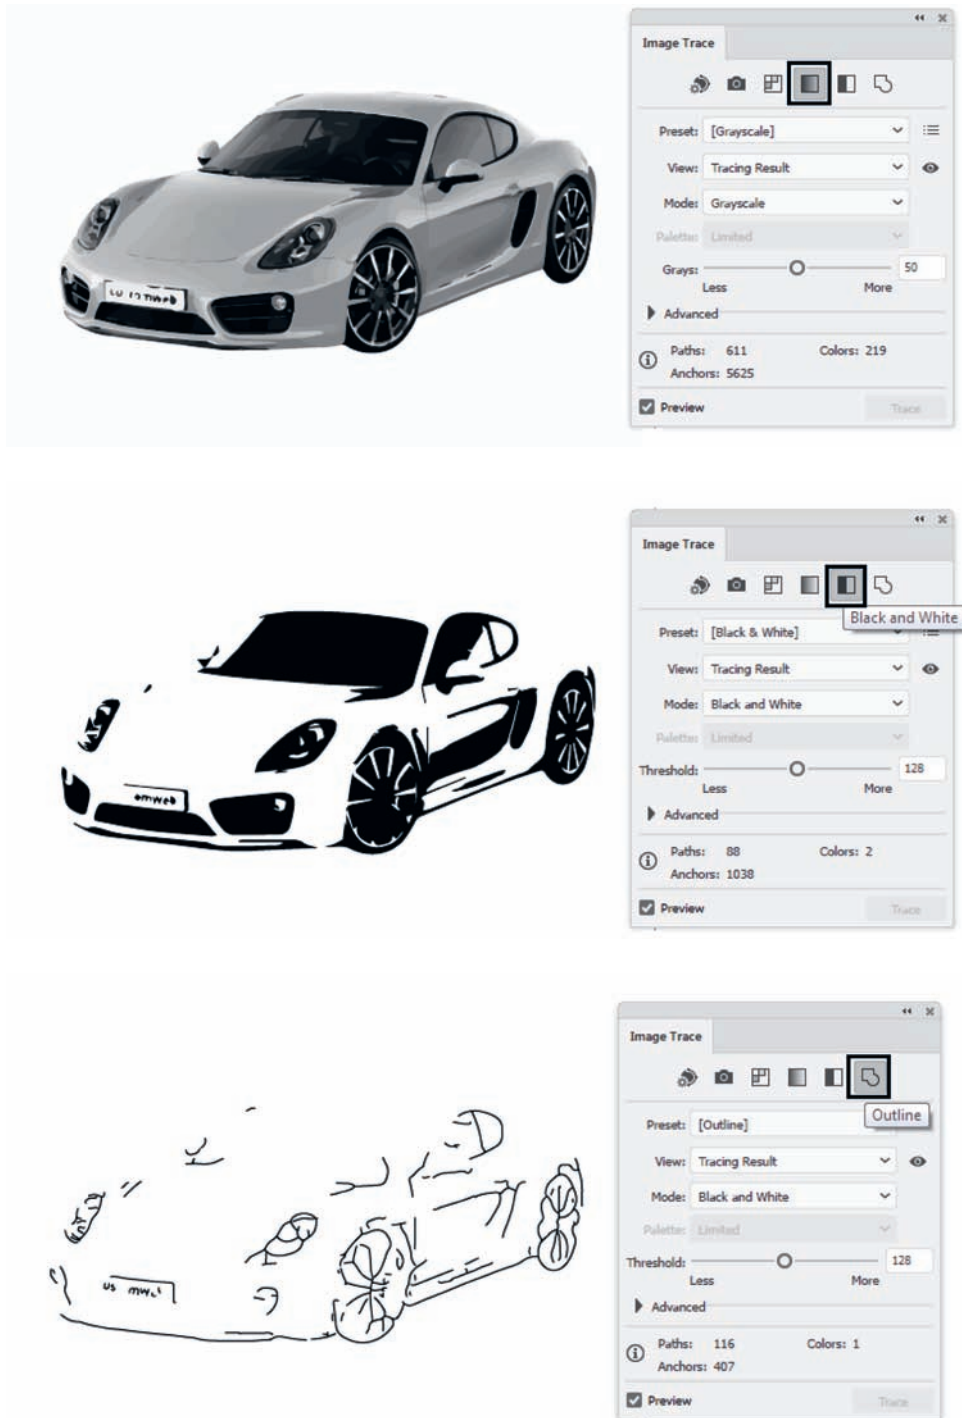 Image Trace
Preset: [Grayscale]
View: Tracing Result
Mode: Grayscale
Palette: Limited
Grays: 50
Less More
Advanced
Paths: 611 Colors: 219
Anchors: 5625
Preview Trace
Image Trace
Black and White
Preset: [Black & White]
View: Tracing Result
Mode: Black and White
Palette: Limited
Threshold: 128
Less More
Advanced
Paths: 88 Colors: 2
Anchors: 1038
Preview Trace
Image Trace
Outline
Preset: [Outline]
View: Tracing Result
Mode: Black and White
Palette: Limited
Threshold: 128
Less More
Advanced
Paths: 116 Colors: 1
Anchors: 407
Preview Trace